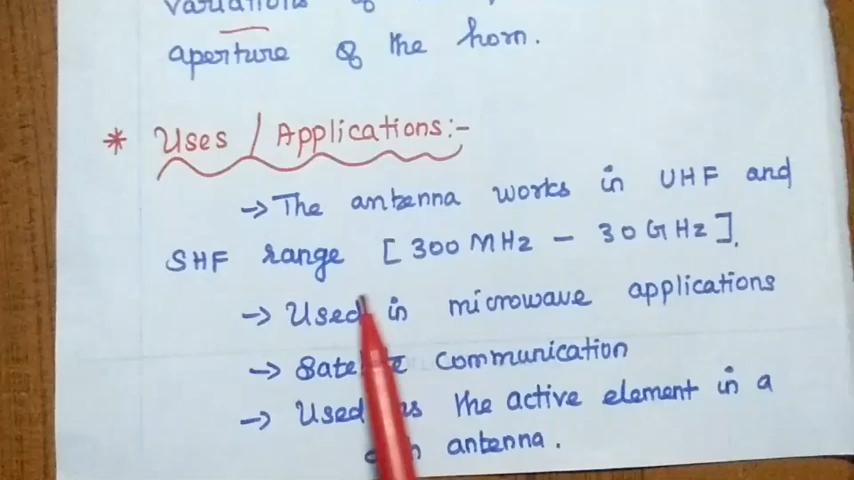 aperture of the horn.
* Uses / Applications:-
→ The antenna works in UHF and
SHF range [300 MHz - 30 GHz].
→ Used in microwave applications
→ communication
→ Used the active element in a
antenna.